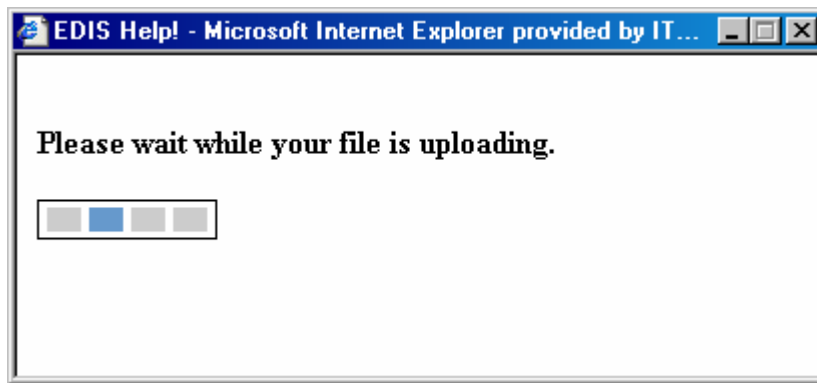 EDIS Help! - Microsoft Internet Explorer provided by IT...
Please wait while your file is uploading.